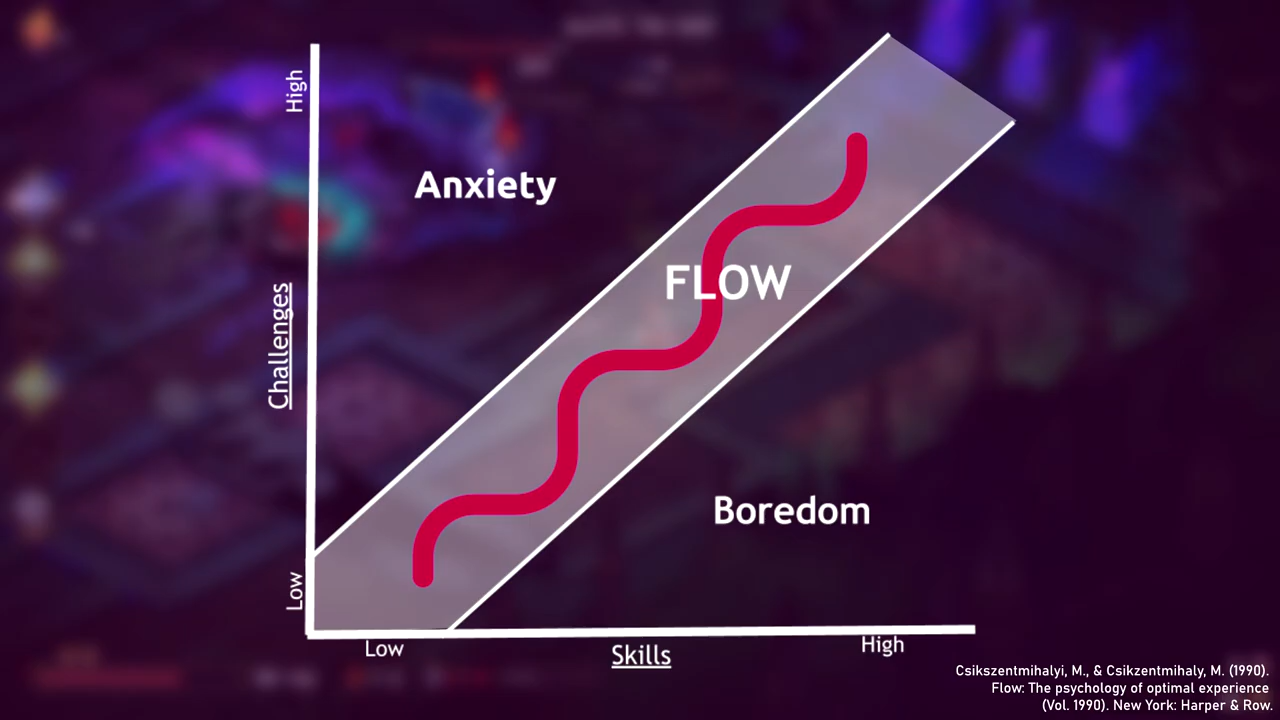 High
Anxiety
FLOW
Challenges
Boredom
Low
Low
Skills
High
Csikszentmihalyi, M., & Csikzentmihaly, M. (1990).
Flow: The psychology of optimal experience
(Vol. 1990). New York: Harper & Row.